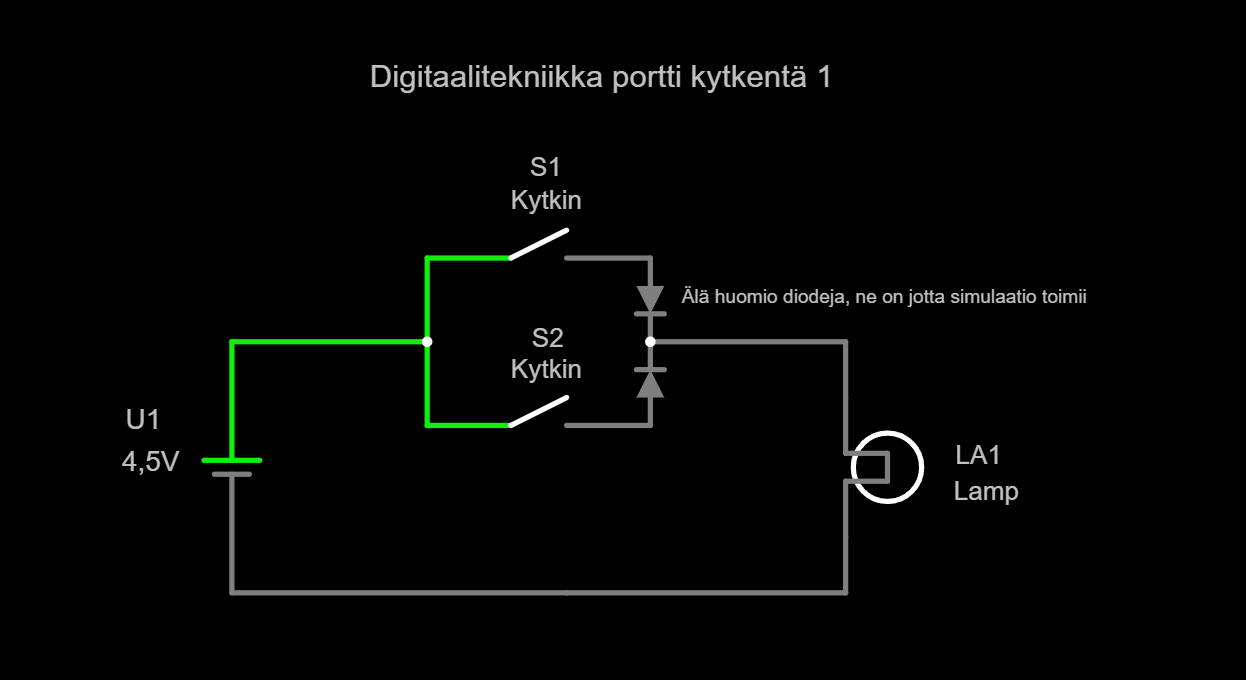 Digitaalitekniikka portti kytkentä 1
S1
Kytkin
Älä huomio diodeja, ne on jotta simulaatio toimii
S2
Kytkin
U1
4,5V
LA1
Lamp